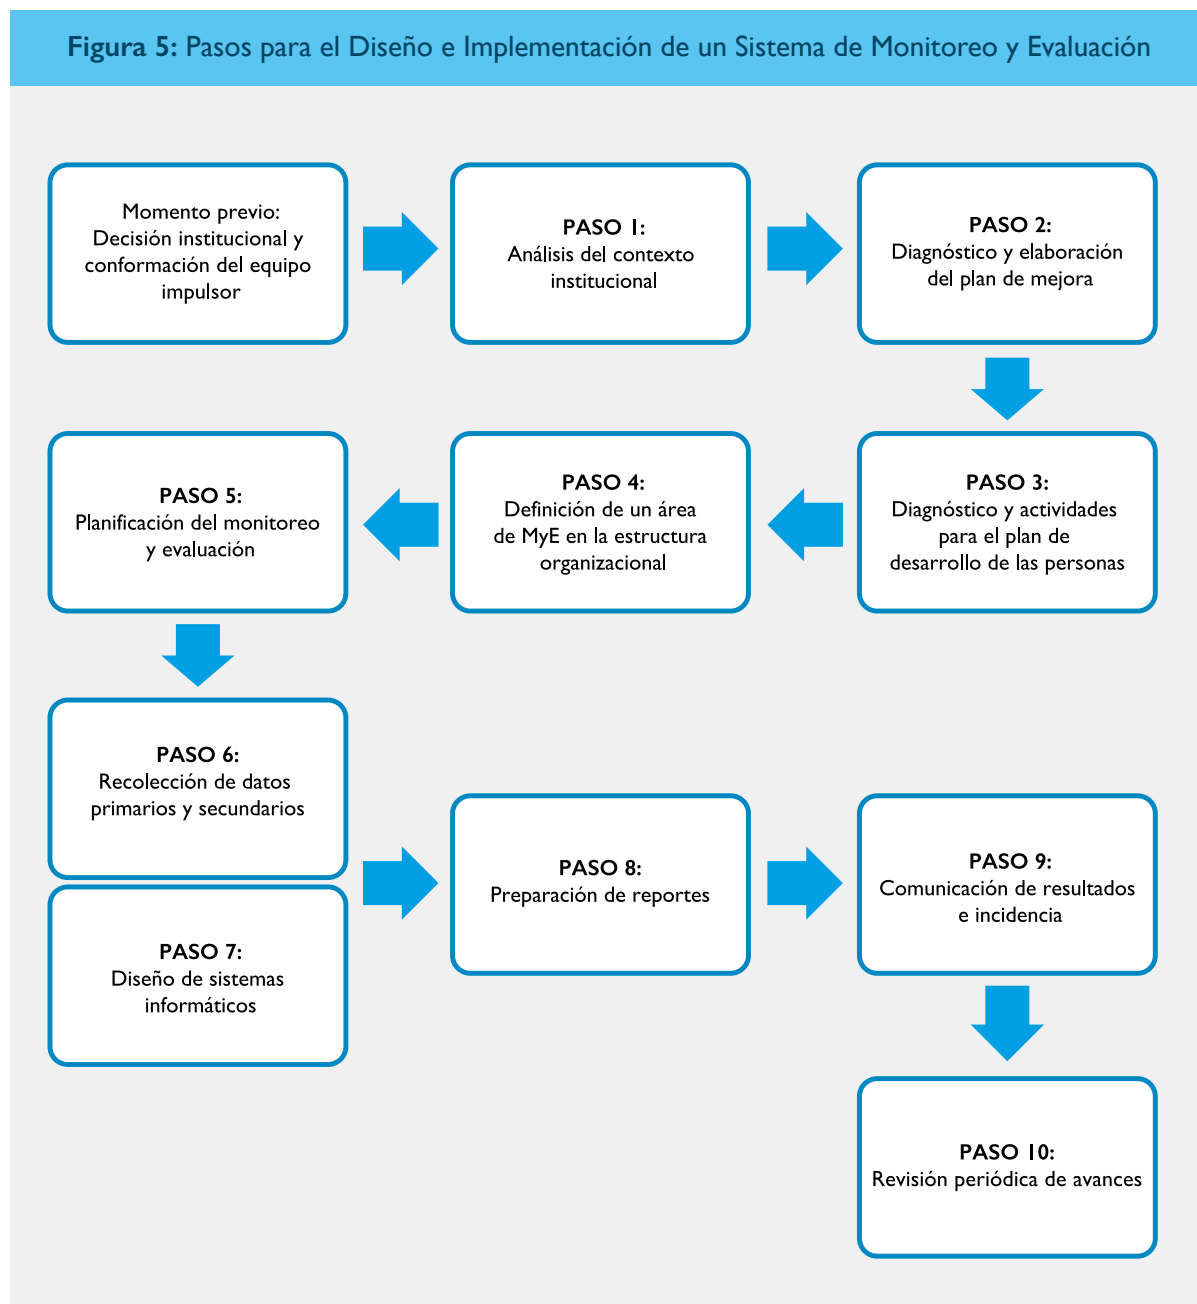 Figura 5: Pasos para el Diseño e Implementación de un Sistema de Monitoreo y Evaluación
Momento previo:
Decisión institucional y
conformación del equipo
impulsor
PASO 1:
Análisis del contexto
institucional
PASO 2:
Diagnóstico y elaboración
del plan de mejora
PASO 3:
Diagnóstico y actividades
para el plan de
desarrollo de las personas
PASO 4:
Definición de un área
de MyE en la estructura
organizacional
PASO 5:
Planificación del monitoreo
y evaluación
PASO 6:
Recolección de datos
primarios y secundarios
PASO 7:
Diseño de sistemas
informáticos
PASO 8:
Preparación de reportes
PASO 9:
Comunicación de resultados
e incidencia
PASO 10:
Revisión periódica de avances